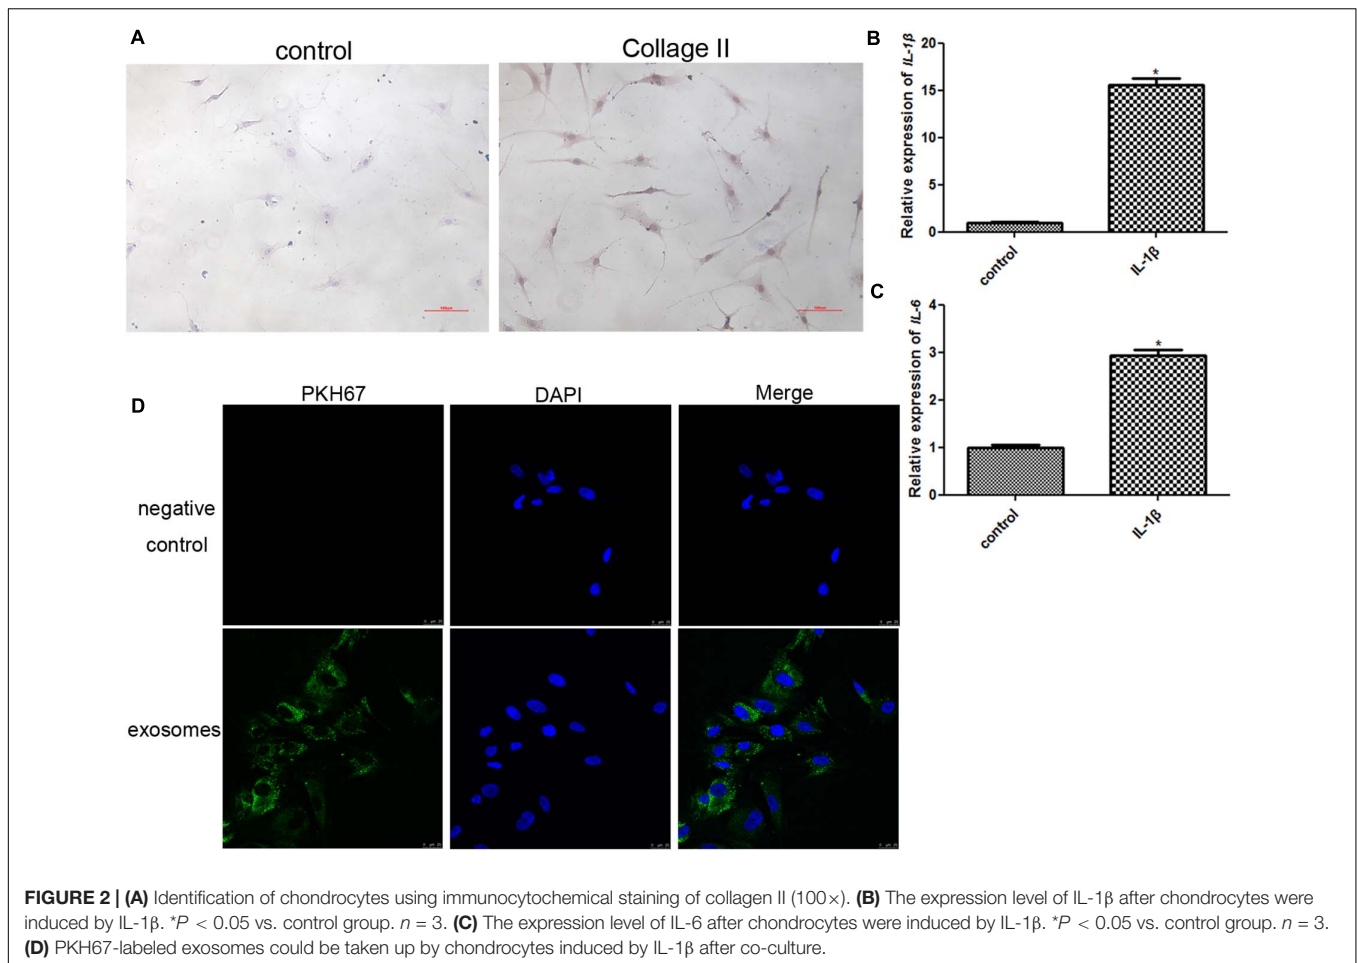 A
control
Collage II
100μm
100μm
B
Relative expression of IL-1β
20
15
10
5
0
*
control
IL-1β
C
Relative expression of IL-6
4
3
2
1
0
*
control
IL-1β
D
PKH67
DAPI
Merge
negative
control
exosomes
FIGURE 2 | (A) Identification of chondrocytes using immunocytochemical staining of collagen II (100×). (B) The expression level of IL-1β after chondrocytes were
induced by IL-1β. *P < 0.05 vs. control group. n = 3. (C) The expression level of IL-6 after chondrocytes were induced by IL-1β. *P < 0.05 vs. control group. n = 3.
(D) PKH67-labeled exosomes could be taken up by chondrocytes induced by IL-1β after co-culture.